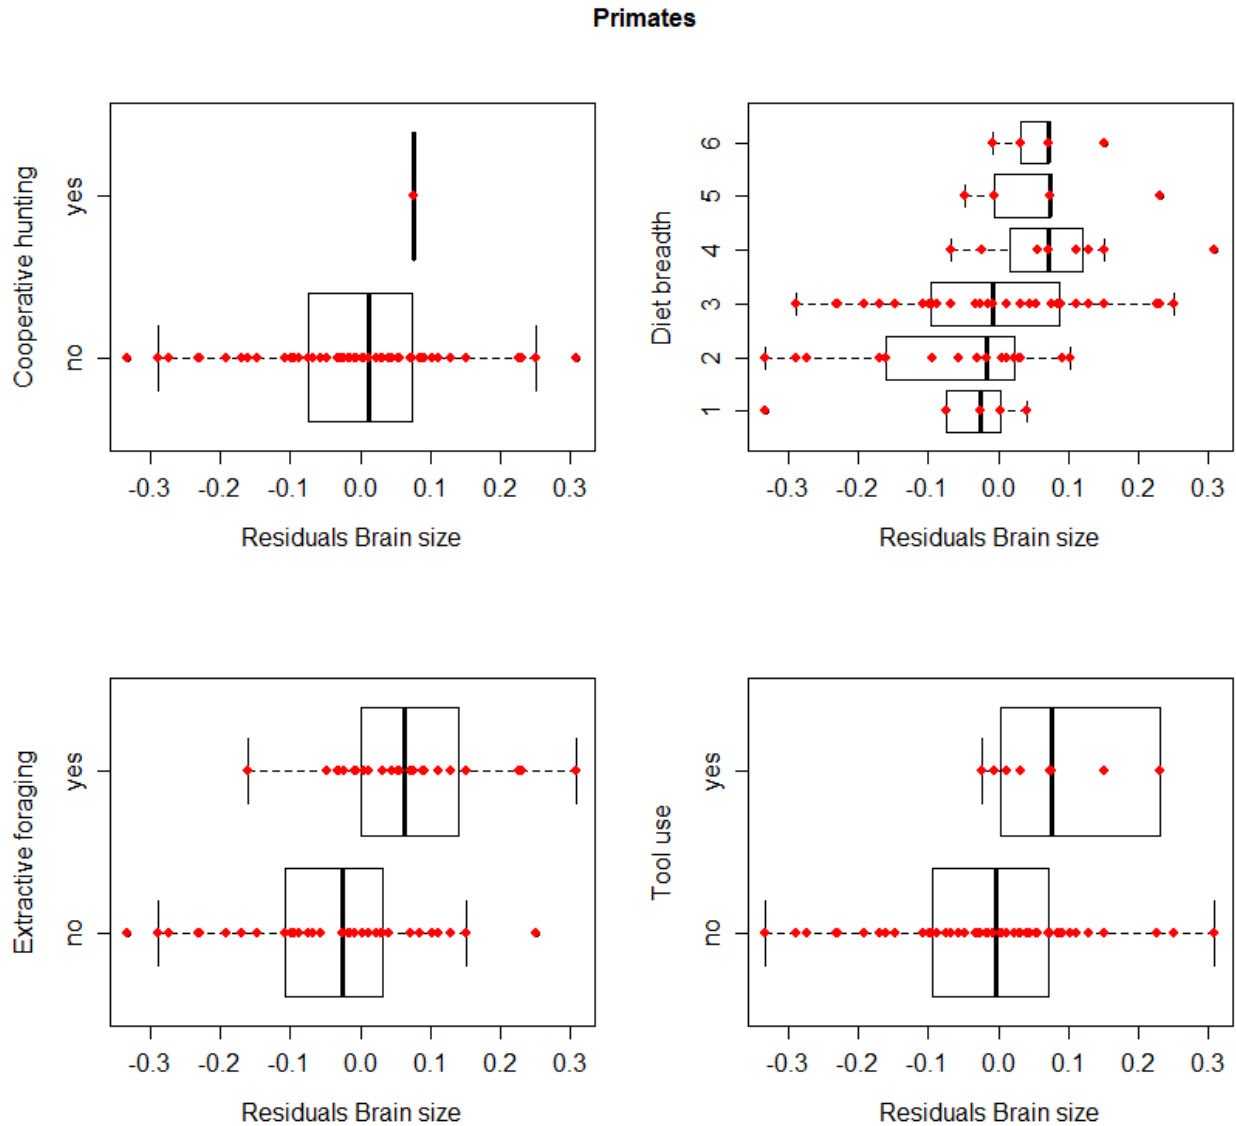 Primates
Cooperative hunting
yes
no
-0.3 -0.2 -0.1 0.0 0.1 0.2 0.3
Residuals Brain size
Diet breadth
6
5
4
3
2
1
-0.3 -0.2 -0.1 0.0 0.1 0.2 0.3
Residuals Brain size
Extractive foraging
yes
no
-0.3 -0.2 -0.1 0.0 0.1 0.2 0.3
Residuals Brain size
Tool use
yes
no
-0.3 -0.2 -0.1 0.0 0.1 0.2 0.3
Residuals Brain size